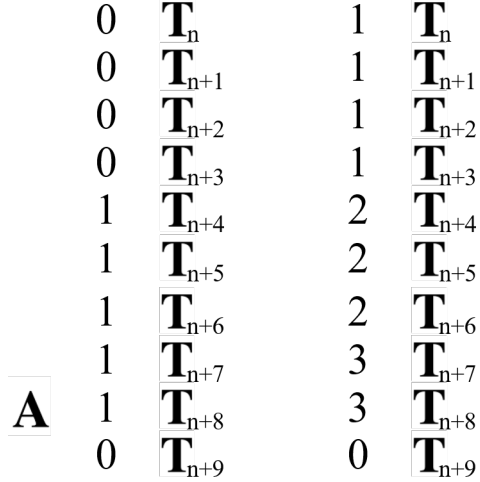 0 Tn 1 Tn
0 Tn+1 1 Tn+1
0 Tn+2 1 Tn+2
0 Tn+3 1 Tn+3
1 Tn+4 2 Tn+4
1 Tn+5 2 Tn+5
1 Tn+6 2 Tn+6
1 Tn+7 3 Tn+7
A 1 Tn+8 3 Tn+8
0 Tn+9 0 Tn+9